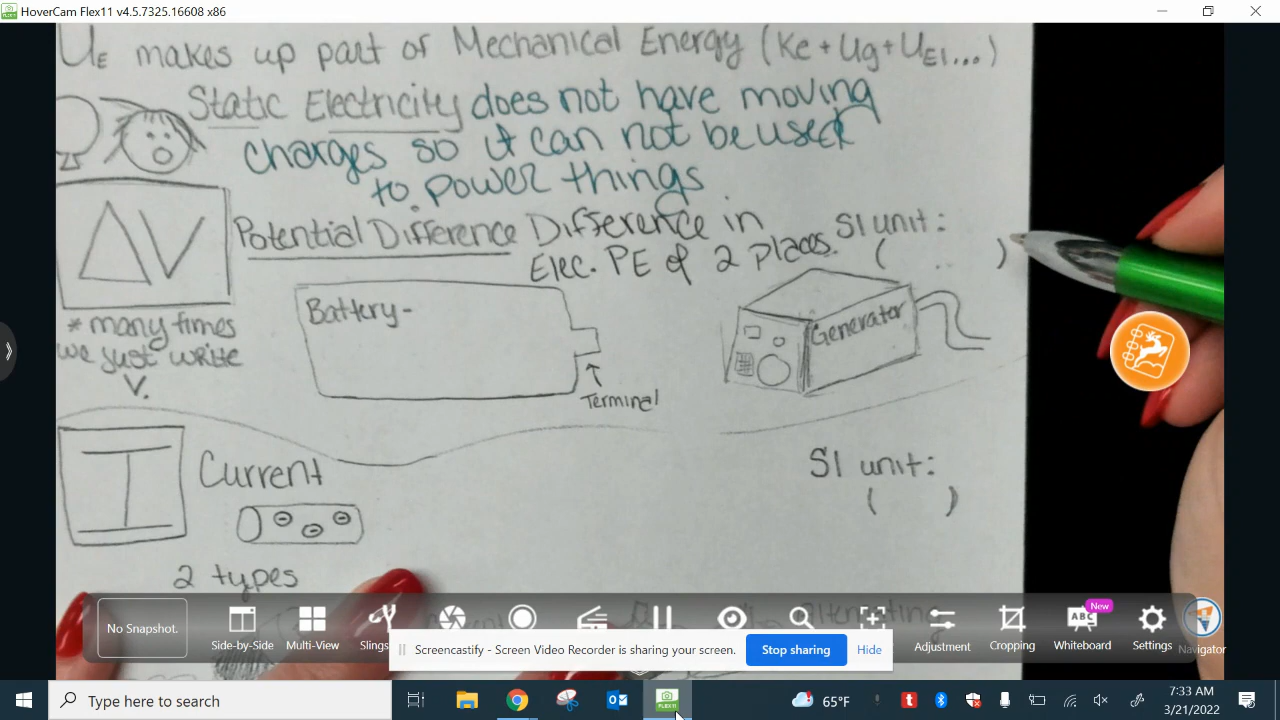 HoverCam Flex11 v4.5.7325.16608 x86
UE makes up part of Mechanical Energy (Ke + Ug + UEl...)
Static Electricity does not have moving
charges so it can not be used
to power things
ΔV
Potential Difference Difference in
Elec. PE of 2 places.
SI unit:
( )
* many times
we just write
V.
Battery-
Terminal
Generator
I
Current
SI unit:
( )
2 types
Alternating
No Snapshot.
Side-by-Side
Multi-View
Slings
Adjustment
Cropping
ABC
New
Whiteboard
Settings
Navigator
Screencastify - Screen Video Recorder is sharing your screen.
Stop sharing
Hide
Type here to search
FLEX11
65°F
7:33 AM
3/21/2022